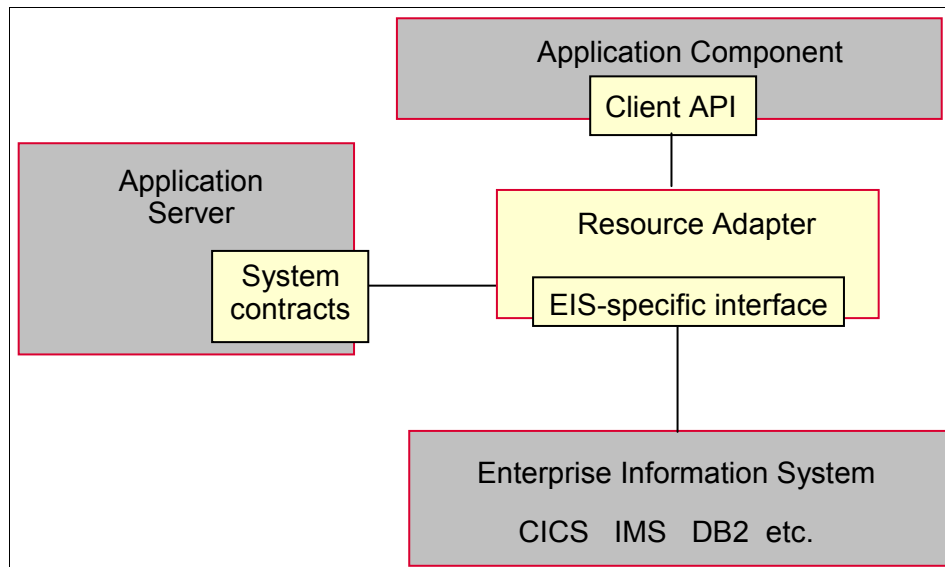 Application Component
Client API
Application
Server
System
contracts
Resource Adapter
EIS-specific interface
Enterprise Information System
CICS IMS DB2 etc.